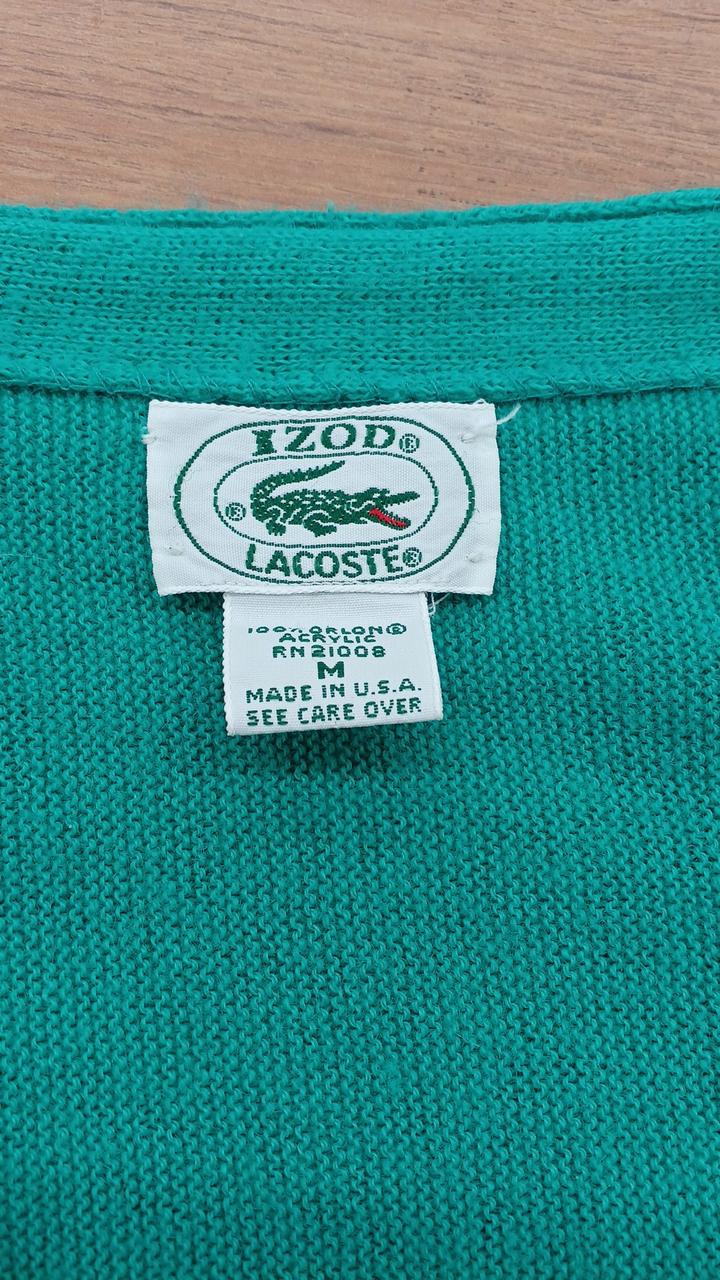 IZOD®
®
LACOSTE®
100% ORLON®
ACRYLIC
RN21008
M
MADE IN U.S.A.
SEE CARE OVER